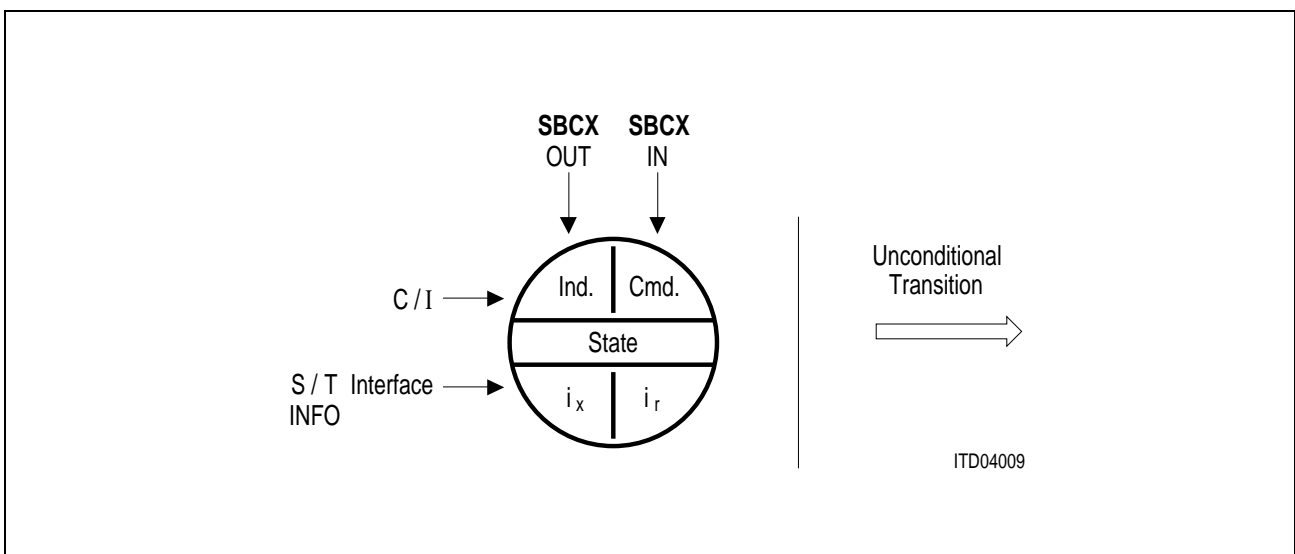 SBCX SBCX
OUT IN
Ind. Cmd.
C / I
State
S / T Interface
INFO
i x i r
Unconditional
Transition
ITD04009